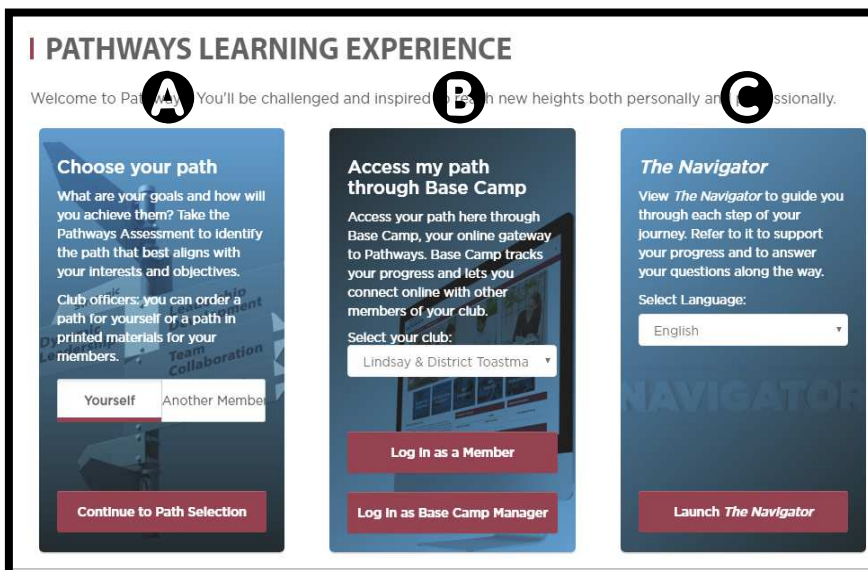 PATHWAYS LEARNING EXPERIENCE
A
B
C
Welcome to You'll be challenged and inspired new heights both personally
Choose your path
What are your goals and how will
you achieve them? Take the
Pathways Assessment to identify
the path that best aligns with
your interests and objectives.
Club officers: you can order a
path for yourself or a path in
printed materials for your
members.
Dynamic
Leadership
Leadership
Development
Team
Collaboration
Yourself
Another Member
Continue to Path Selection
Access my path
through Base Camp
Access your path here through
Base Camp, your online gateway
to Pathways. Base Camp tracks
your progress and lets you
connect online with other
members of your club.
Select your club:
Lindsay & District Toastma
Log In as a Member
Log In as Base Camp Manager
The Navigator
View The Navigator to guide you
through each step of your
journey. Refer to it to support
your progress and to answer
your questions along the way.
Select Language:
English
NAVIGATOR
Launch The Navigator